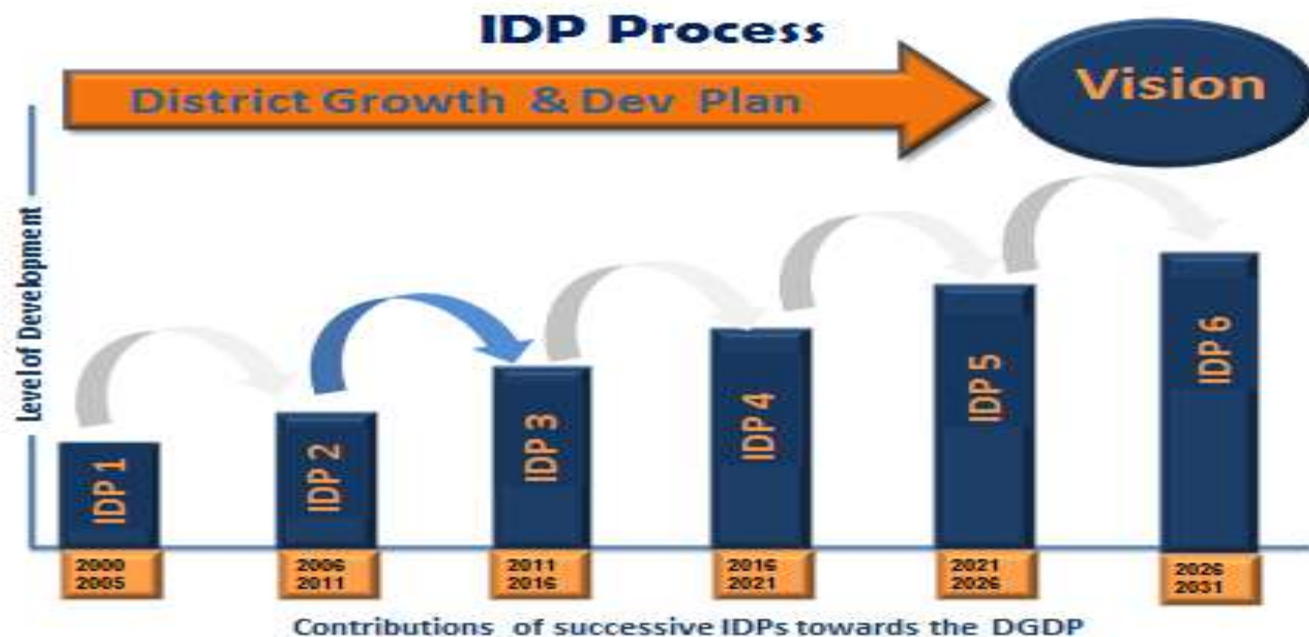 IDP Process
District Growth & Dev Plan
Vision
Level of Development
IDP 1
IDP 2
IDP 3
IDP 4
IDP 5
IDP 6
2000
2005
2006
2011
2011
2016
2016
2021
2021
2026
2026
2031
Contributions of successive IDPs towards the DGDP